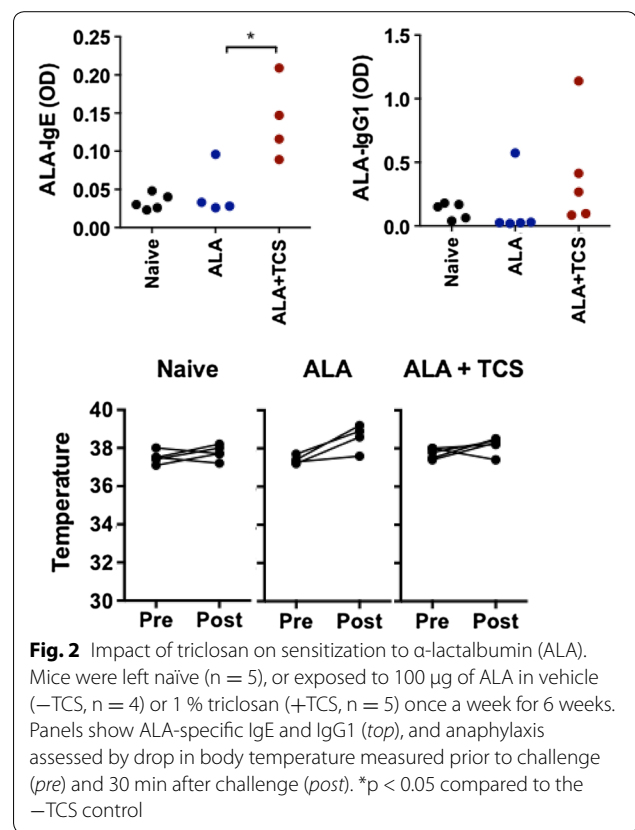 0.25
0.20
0.15
0.10
0.05
0.00
ALA-IgE (OD)
*
Naive
ALA
ALA+TCS
1.5
1.0
0.5
0.0
ALA-IgG1 (OD)
Naive
ALA
ALA+TCS
Naive ALA ALA + TCS
40
38
36
34
32
30
Temperature
Pre Post Pre Post Pre Post
Fig. 2 Impact of triclosan on sensitization to α-lactalbumin (ALA).
Mice were left naïve (n = 5), or exposed to 100 μg of ALA in vehicle
(−TCS, n = 4) or 1 % triclosan (+TCS, n = 5) once a week for 6 weeks.
Panels show ALA-specific IgE and IgG1 (top), and anaphylaxis
assessed by drop in body temperature measured prior to challenge
(pre) and 30 min after challenge (post). *p < 0.05 compared to the
−TCS control